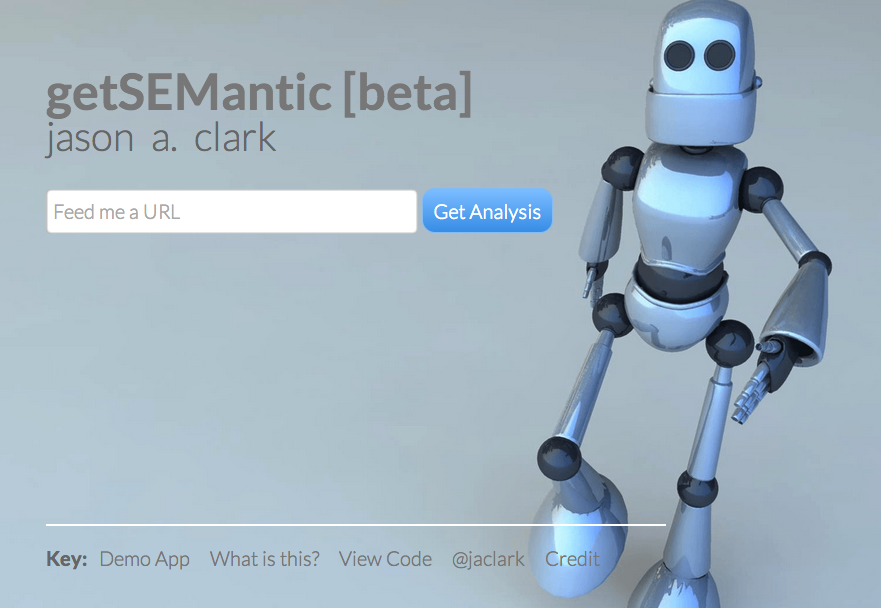 getSEMantic [beta]
jason a. clark
Feed me a URL Get Analysis
Key: Demo App What is this? View Code @jaclark Credit